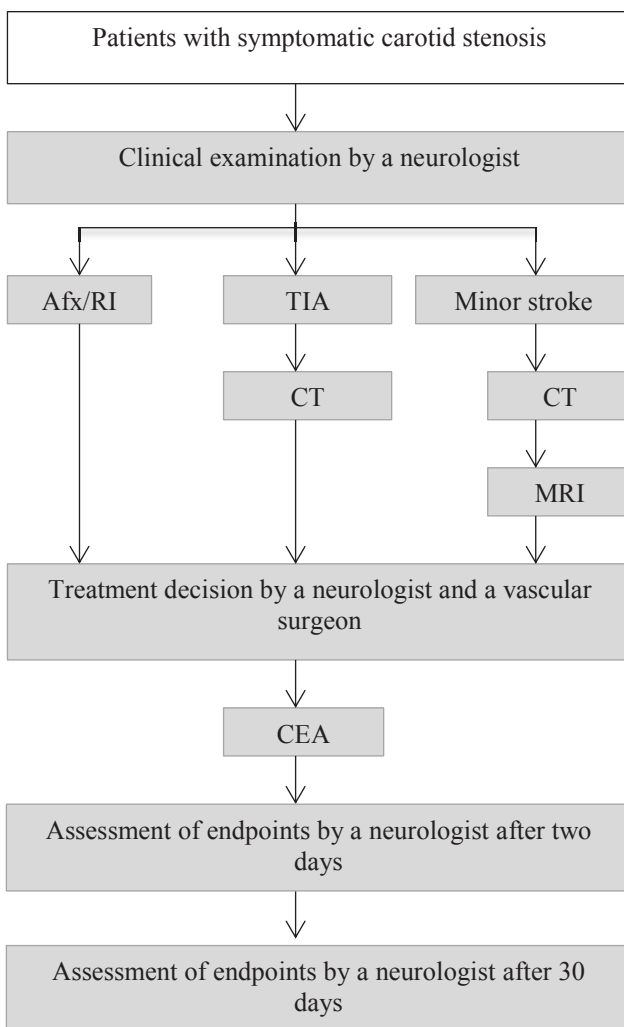 Patients with symptomatic carotid stenosis
Clinical examination by a neurologist
Afx/RI
TIA
Minor stroke
CT
CT
MRI
Treatment decision by a neurologist and a vascular
surgeon
CEA
Assessment of endpoints by a neurologist after two
days
Assessment of endpoints by a neurologist after 30
days